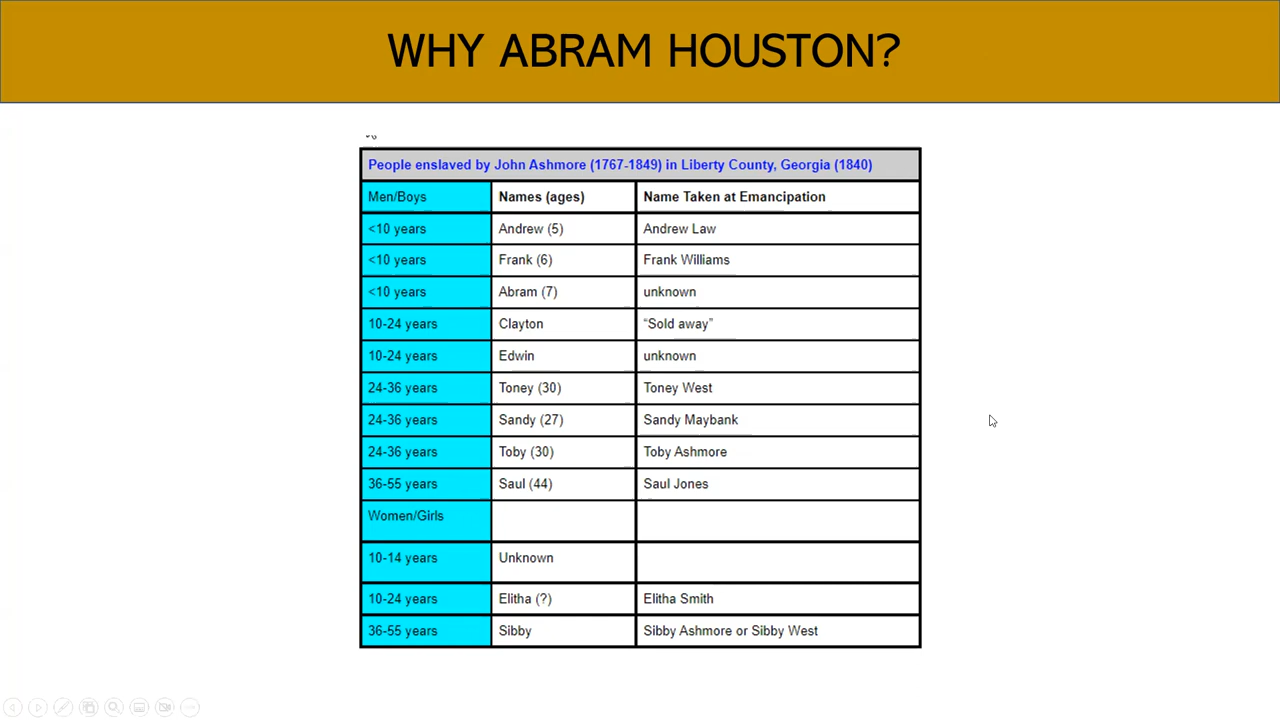 WHY ABRAM HOUSTON?
People enslaved by John Ashmore (1767-1849) in Liberty County, Georgia (1840)
Men/Boys Names (ages) Name Taken at Emancipation
<10 years Andrew (5) Andrew Law
<10 years Frank (6) Frank Williams
<10 years Abram (7) unknown
10-24 years Clayton “Sold away”
10-24 years Edwin unknown
24-36 years Toney (30) Toney West
24-36 years Sandy (27) Sandy Maybank
24-36 years Toby (30) Toby Ashmore
36-55 years Saul (44) Saul Jones
Women/Girls
10-14 years Unknown
10-24 years Elitha (?) Elitha Smith
36-55 years Sibby Sibby Ashmore or Sibby West